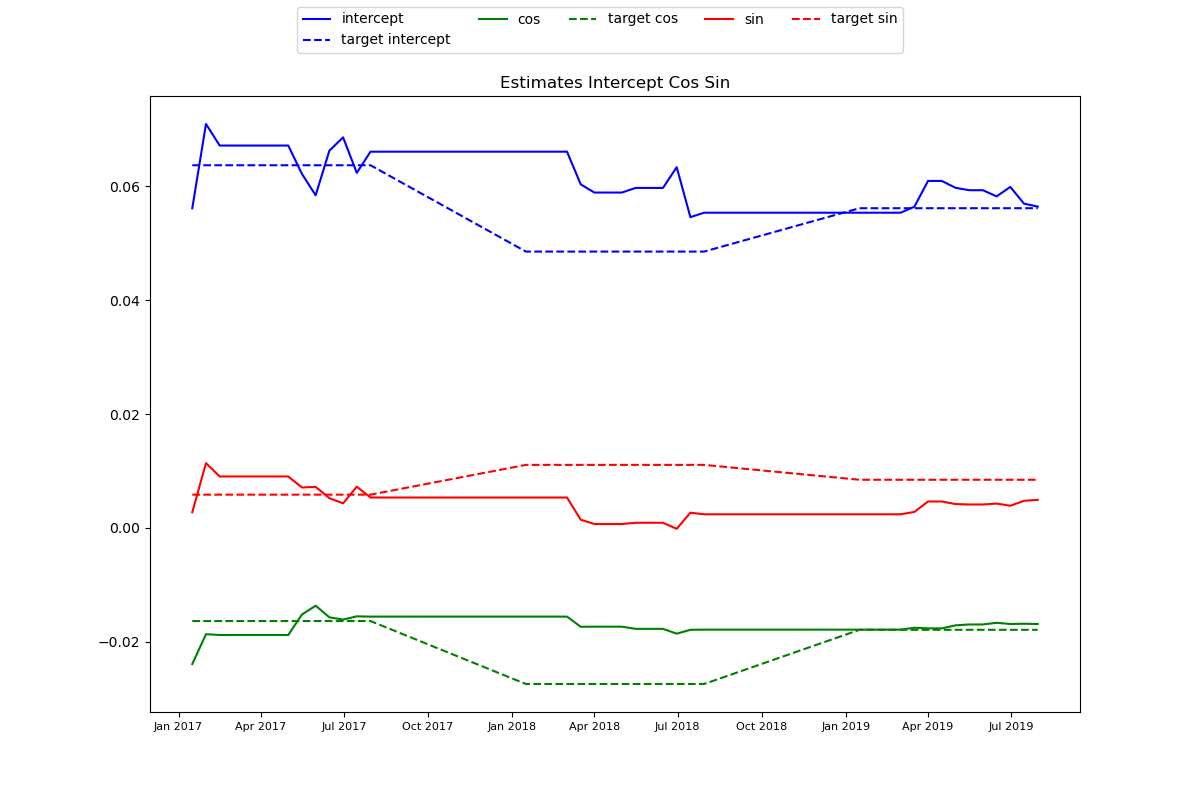 intercept cos target cos sin target sin
target intercept
Estimates Intercept Cos Sin
0.06
0.04
0.02
0.00
−0.02
Jan 2017 Apr 2017 Jul 2017 Oct 2017 Jan 2018 Apr 2018 Jul 2018 Oct 2018 Jan 2019 Apr 2019 Jul 2019